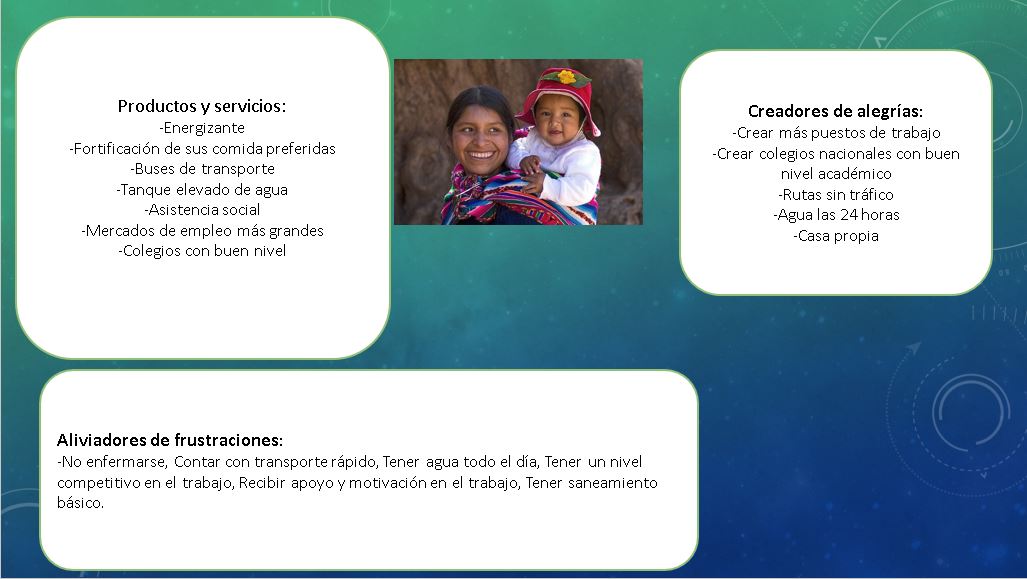 Productos y servicios:
-Energizante
-Fortificación de sus comida preferidas
-Buses de transporte
-Tanque elevado de agua
-Asistencia social
-Mercados de empleo más grandes
-Colegios con buen nivel
Creadores de alegrías:
-Crear más puestos de trabajo
-Crear colegios nacionales con buen
nivel académico
-Rutas sin tráfico
-Agua las 24 horas
-Casa propia
Aliviadores de frustraciones:
-No enfermarse, Contar con transporte rápido, Tener agua todo el día, Tener un nivel
competitivo en el trabajo, Recibir apoyo y motivación en el trabajo, Tener saneamiento
básico.